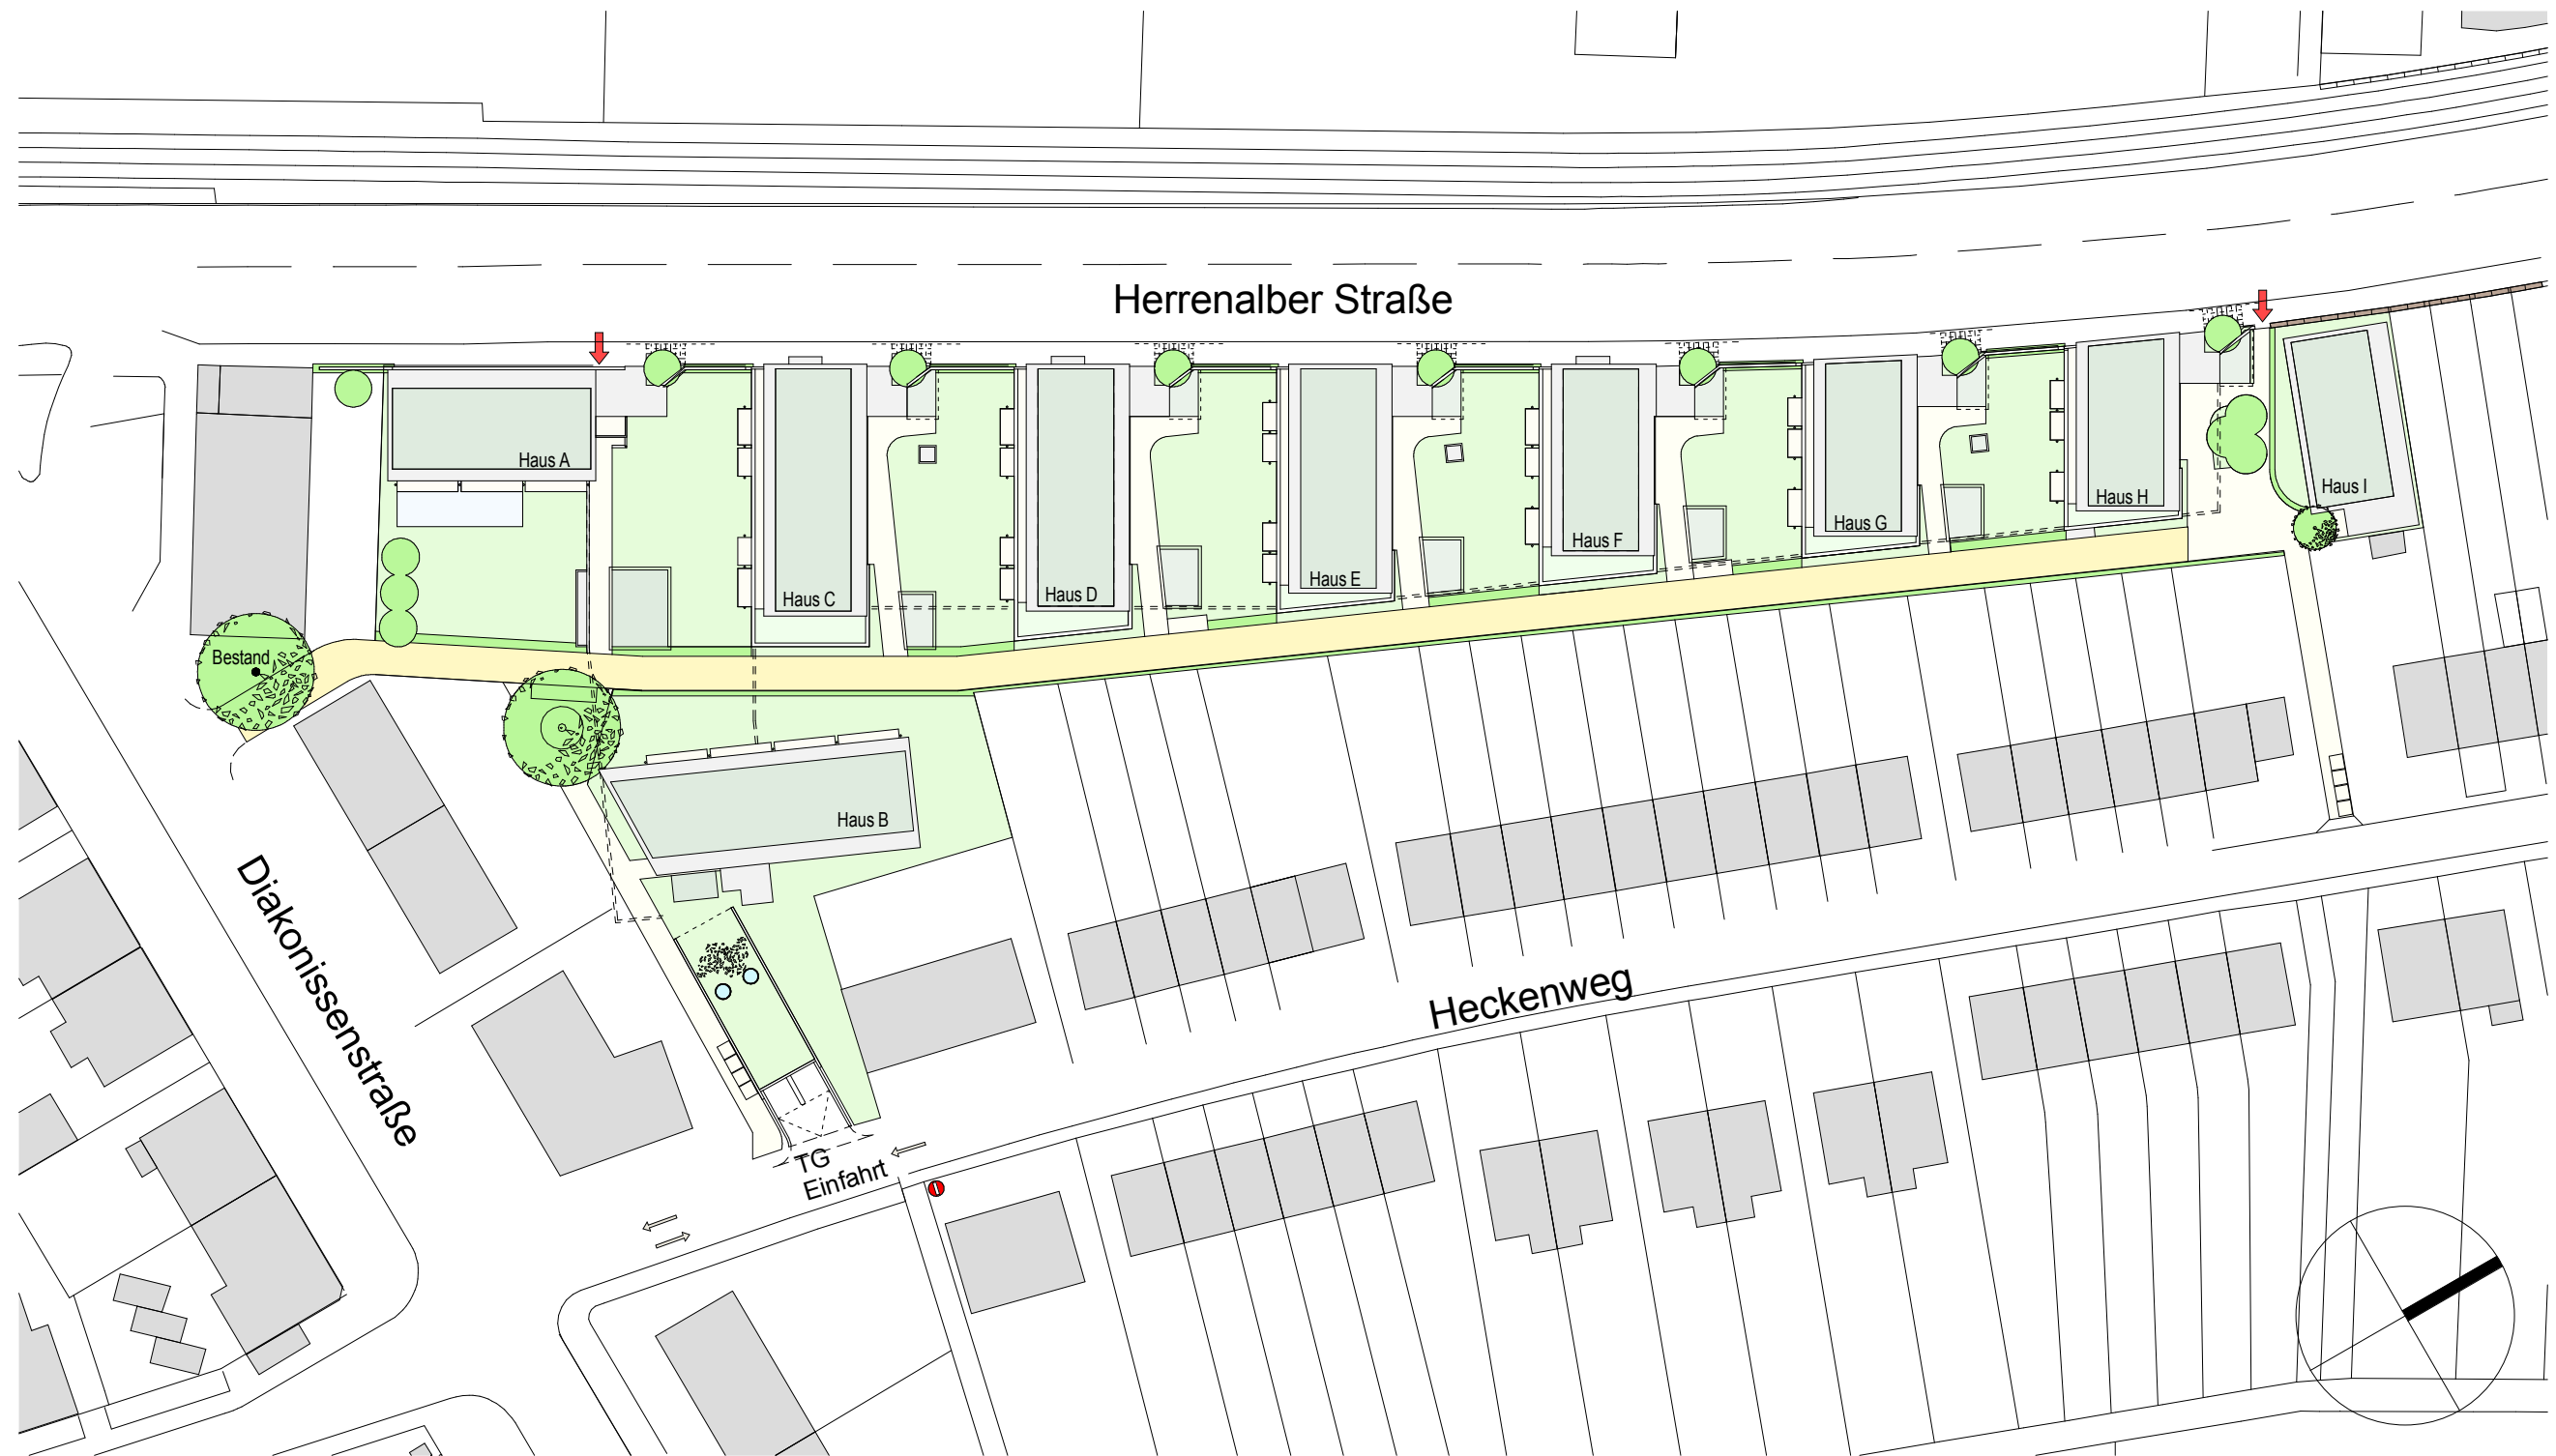 Herrenalber Straße
Haus A
Haus C
Haus D
Haus E
Haus F
Haus G
Haus H
Haus I
Bestand
Haus B
Diakonissenstraße
Heckenweg
TG
Einfahrt